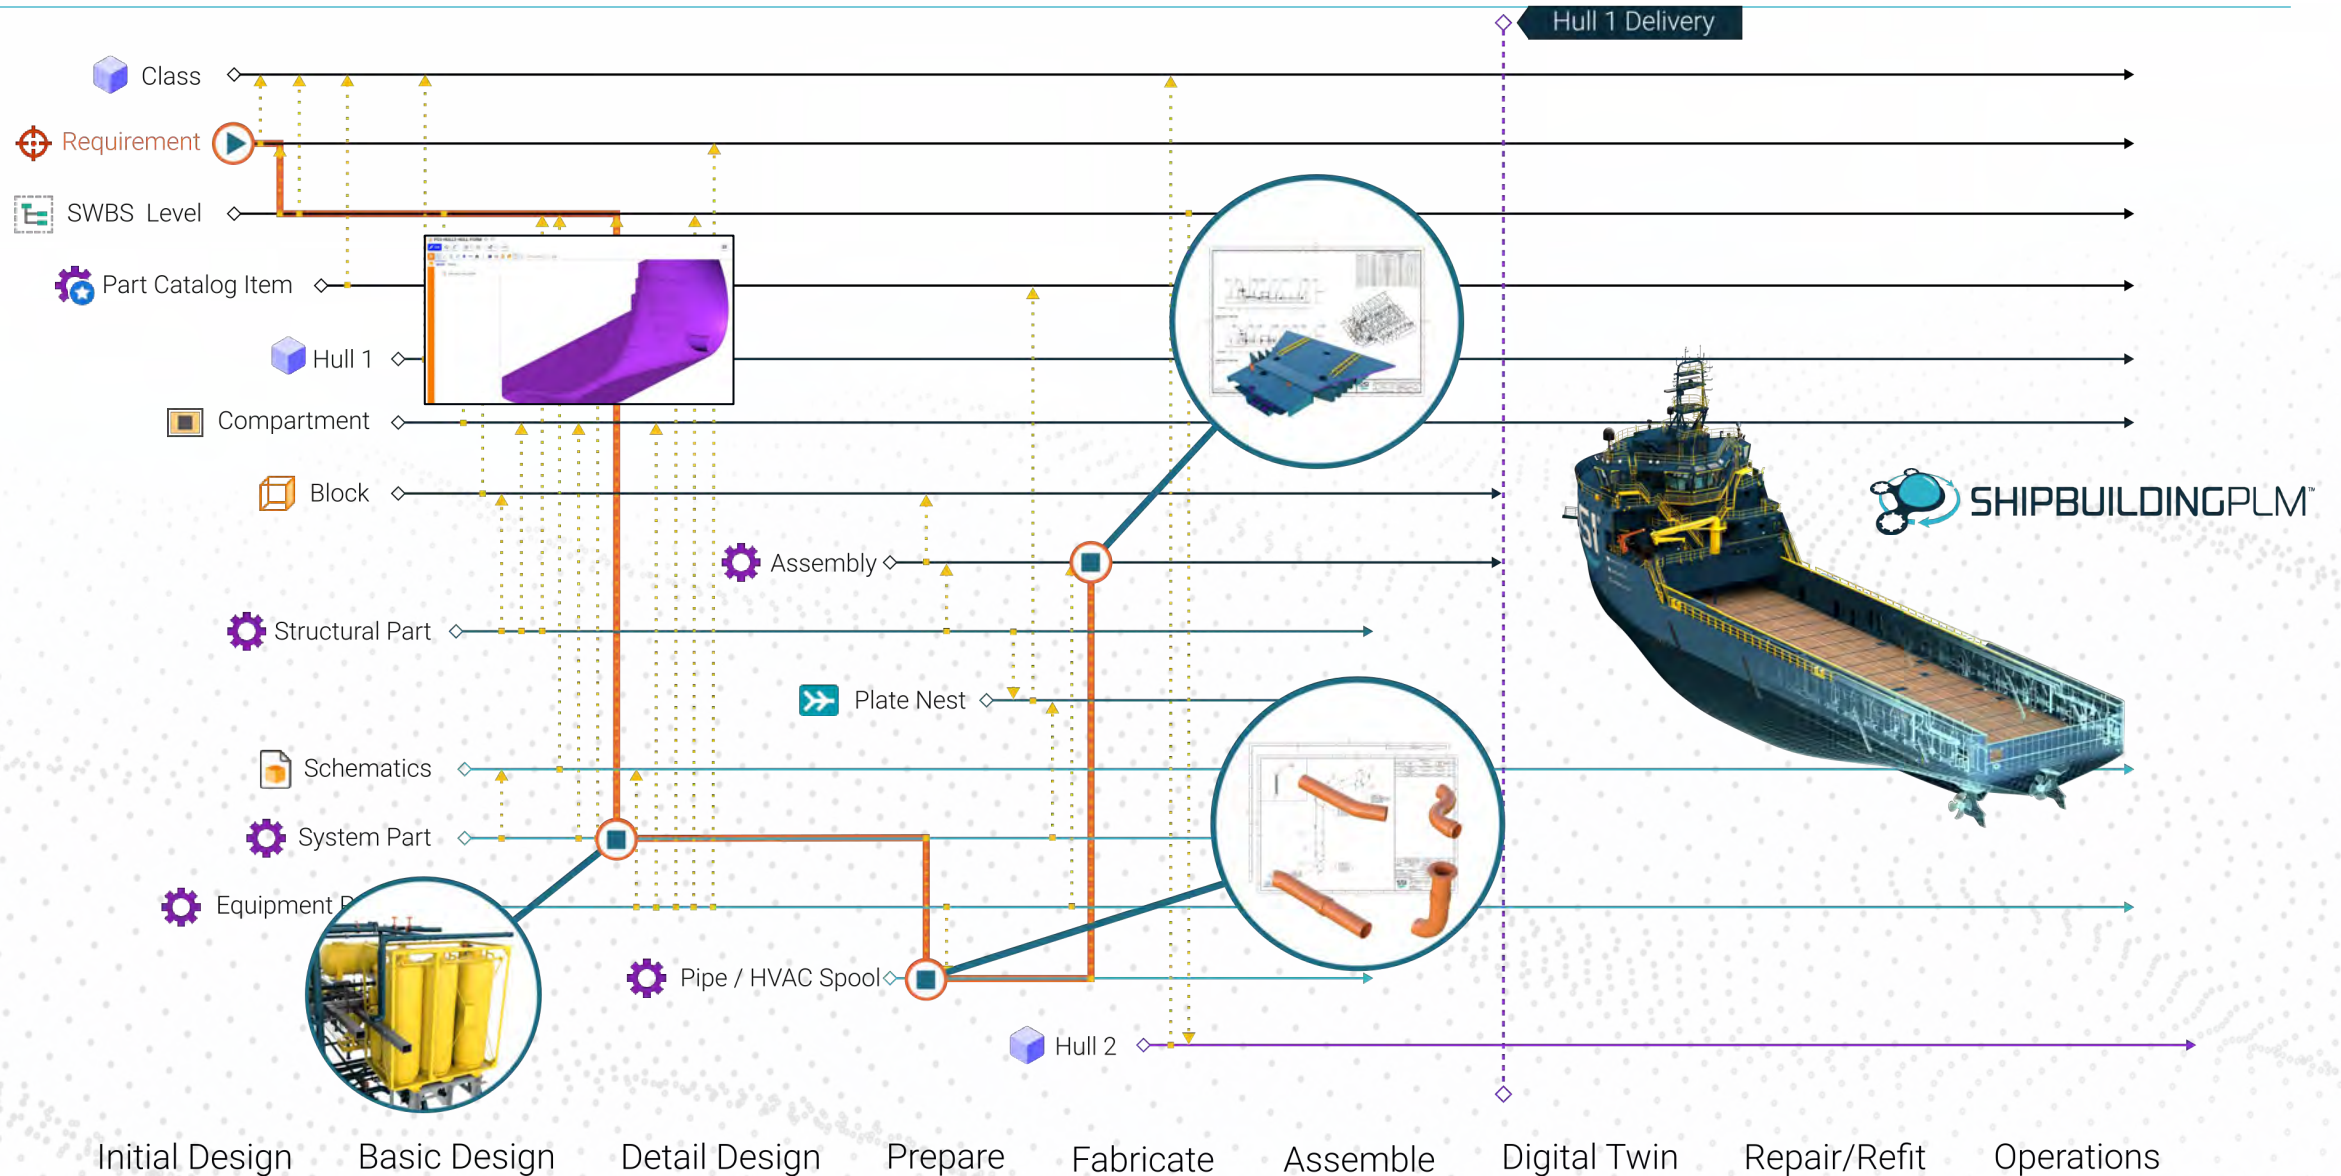 Hull 1 Delivery
Class
Requirement
SWBS Level
Part Catalog Item
Hull 1
Compartment
Block
SHIPBUILDINGPLM™
Assembly
Structural Part
Plate Nest
Schematics
System Part
Equipment
Pipe / HVAC Spool
Hull 2
Initial Design
Basic Design
Detail Design
Prepare
Fabricate
Assemble
Digital Twin
Repair/Refit
Operations